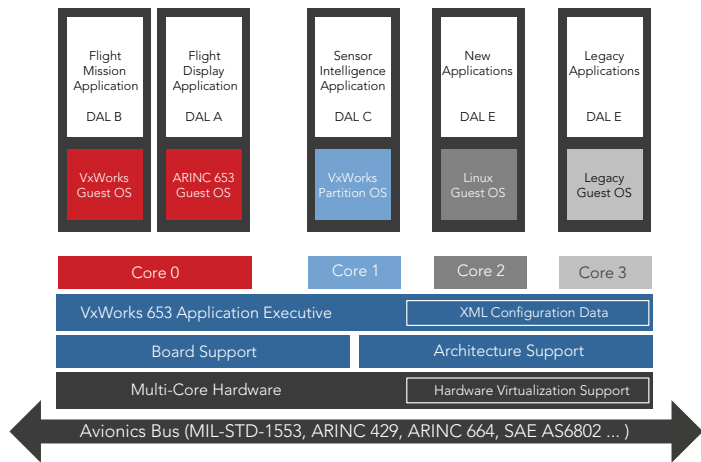 Flight
Mission
Application
DAL B
VxWorks
Guest OS
Flight
Display
Application
DAL A
ARINC 653
Guest OS
Sensor
Intelligence
Application
DAL C
VxWorks
Partition OS
New
Applications
DAL E
Linux
Guest OS
Legacy
Applications
DAL E
Legacy
Guest OS
Core 0
Core 1
Core 2
Core 3
VxWorks 653 Application Executive
XML Configuration Data
Board Support
Architecture Support
Multi-Core Hardware
Hardware Virtualization Support
Avionics Bus (MIL-STD-1553, ARINC 429, ARINC 664, SAE AS6802 ... )